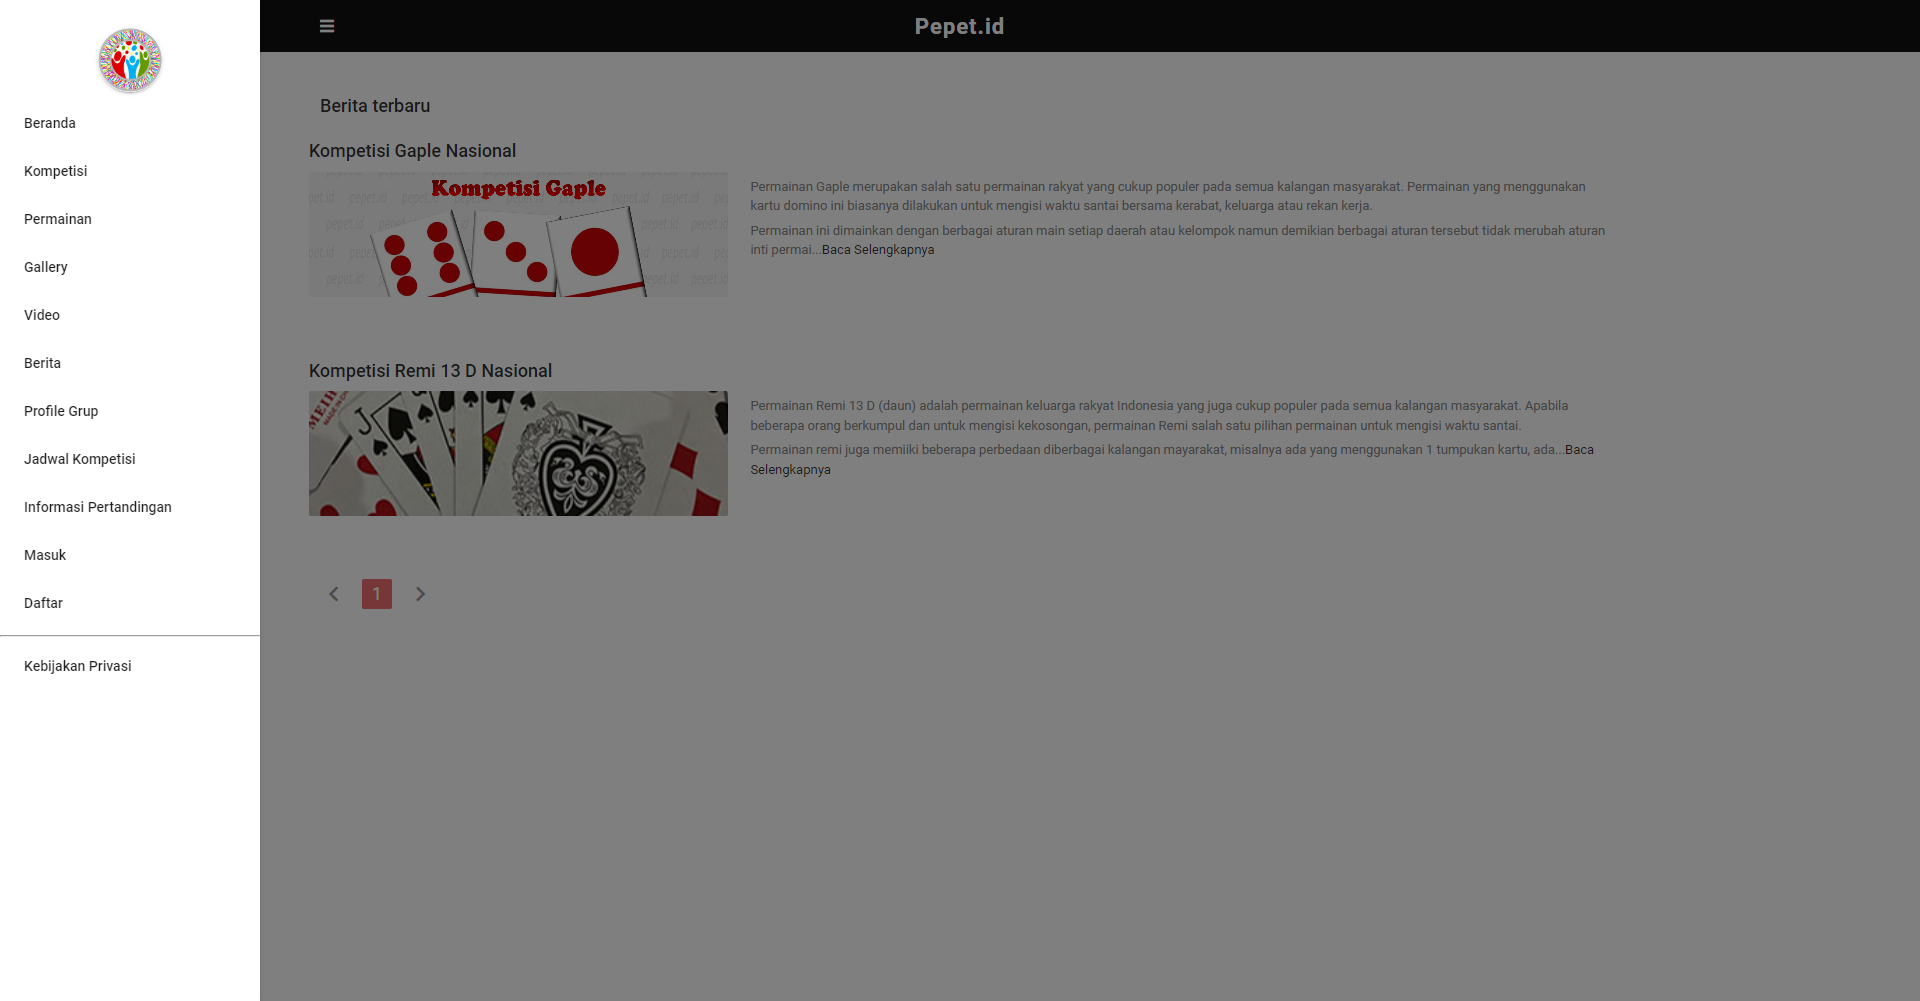 Beranda
Kompetisi
Permainan
Gallery
Video
Berita
Profile Grup
Jadwal Kompetisi
Informasi Pertandingan
Masuk
Daftar
Kebijakan Privasi
Pepet.id
Berita terbaru
Kompetisi Gaple Nasional
Kompetisi Gaple
pepet.id pepet.id pepet.id
Permainan Gaple merupakan salah satu permainan rakyat yang cukup populer pada semua kalangan masyarakat. Permainan yang menggunakan
kartu domino ini biasanya dilakukan untuk mengisi waktu santai bersama kerabat, keluarga atau rekan kerja.
Permainan ini dimainkan dengan berbagai aturan main setiap daerah atau kelompok namun demikian berbagai aturan tersebut tidak merubah aturan
inti permai...Baca Selengkapnya
Kompetisi Remi 13 D Nasional
J
Permainan Remi 13 D (daun) adalah permainan keluarga rakyat Indonesia yang juga cukup populer pada semua kalangan masyarakat. Apabila
beberapa orang berkumpul dan untuk mengisi kekosongan, permainan Remi salah satu pilihan permainan untuk mengisi waktu santai.
Permainan remi juga memiiki beberapa perbedaan diberbagai kalangan mayarakat, misalnya ada yang menggunakan 1 tumpukan kartu, ada...Baca
Selengkapnya
1